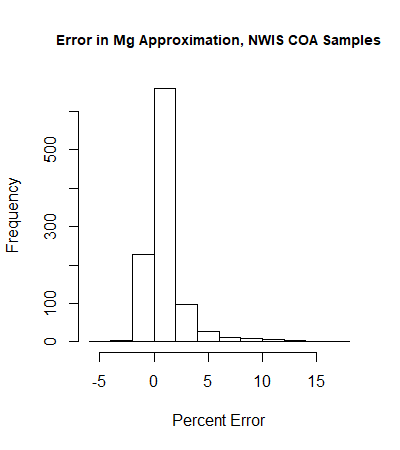 Error in Mg Approximation, NWIS COA Samples
Frequency
500
300
100
0
-5 0 5 10 15
Percent Error